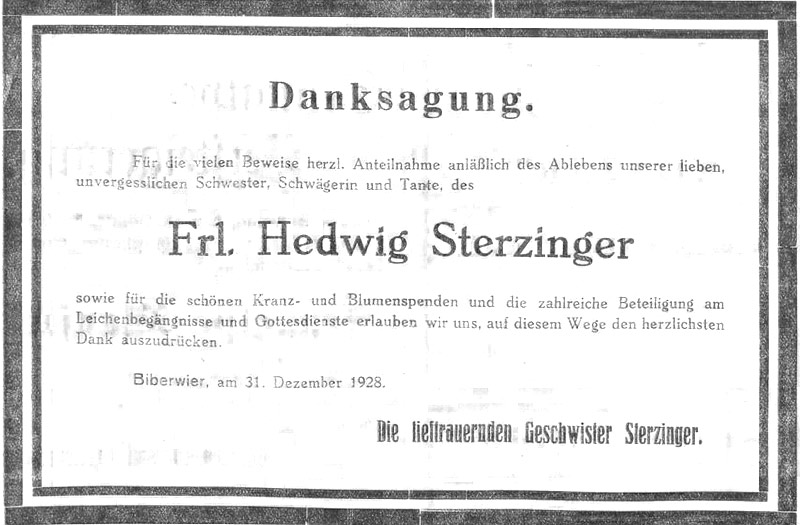 Danksagung.
Für die vielen Beweise herzl. Anteilnahme anläßlich des Ablebens unserer lieben,
unvergesslichen Schwester, Schwägerin und Tante, des
Frl. Hedwig Sterzinger
sowie für die schönen Kranz- und Blumenspenden und die zahlreiche Beteiligung am
Leichenbegängnisse und Gottesdienste erlauben wir uns, auf diesem Wege den herzlichsten
Dank auszudrücken.
Biberwier, am 31. Dezember 1928.
Die tieftrauernden Geschwister Sterzinger.